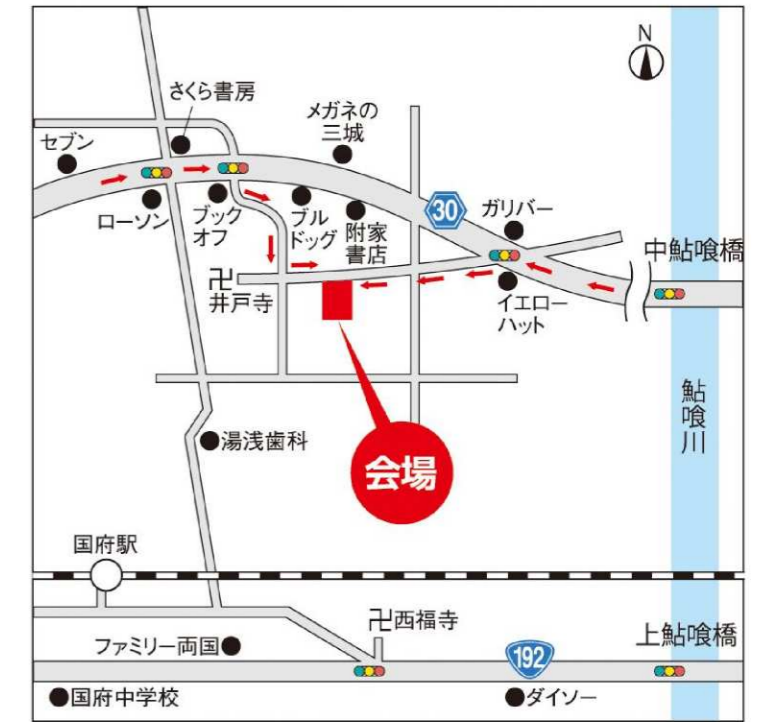 N
さくら書房
メガネの
三城
セブン
ローソン
ブック
オフ
ブル
ドッグ
附家
書店
30
ガリバー
中鮎喰橋
卍
井戸寺
イエロー
ハット
鮎喰川
湯浅歯科
会場
国府駅
卍西福寺
ファミリー両国
192
上鮎喰橋
国府中学校
ダイソー